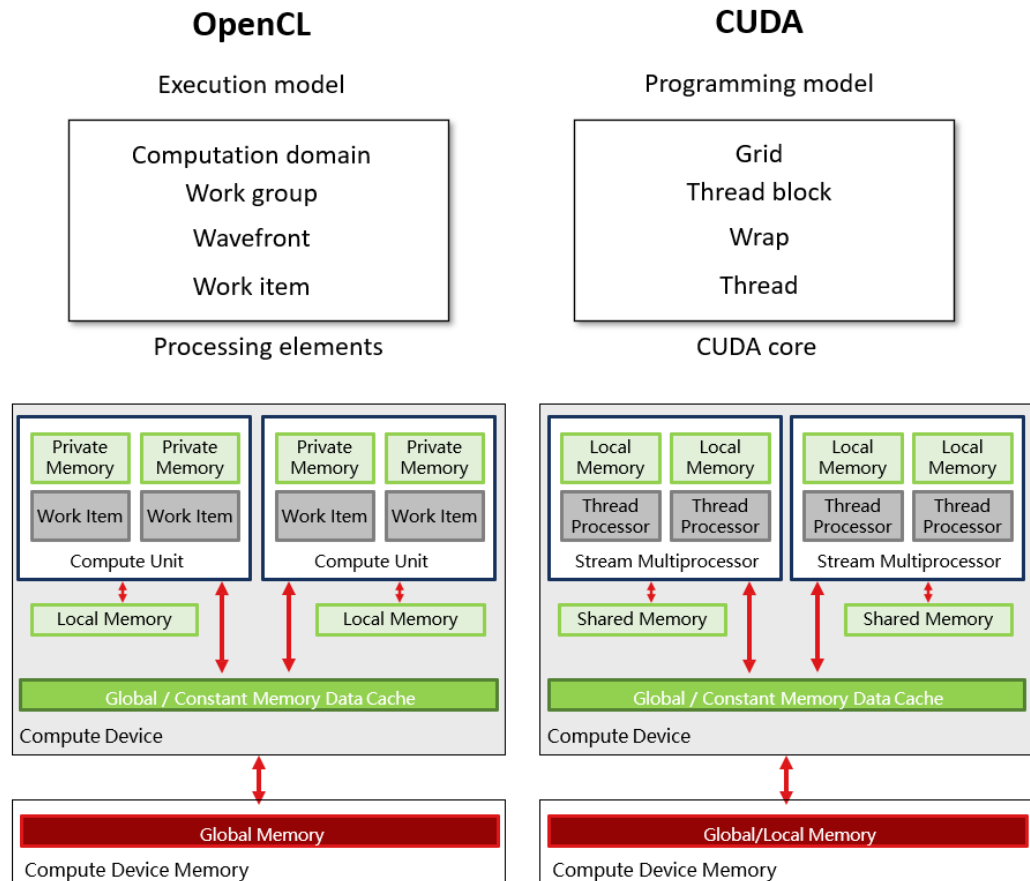 OpenCL
Execution model
Computation domain
Work group
Wavefront
Work item
Processing elements
Private
Memory
Private
Memory
Work Item
Work Item
Compute Unit
Private
Memory
Private
Memory
Work Item
Work Item
Compute Unit
Local Memory
Local Memory
Global / Constant Memory Data Cache
Compute Device
Global Memory
Compute Device Memory
CUDA
Programming model
Grid
Thread block
Wrap
Thread
CUDA core
Local
Memory
Local
Memory
Thread
Processor
Thread
Processor
Stream Multiprocessor
Local
Memory
Local
Memory
Thread
Processor
Thread
Processor
Stream Multiprocessor
Shared Memory
Shared Memory
Global / Constant Memory Data Cache
Compute Device
Global/Local Memory
Compute Device Memory